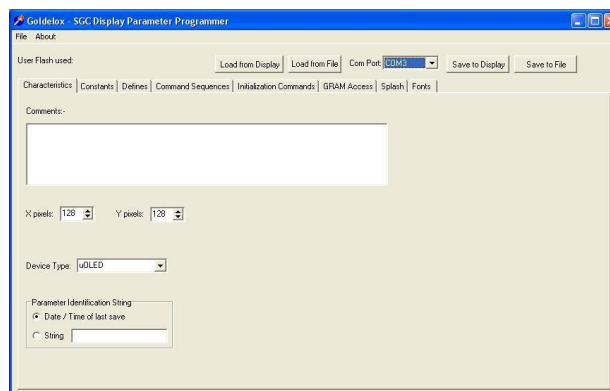 Goldelox - SGC Display Parameter Programmer
File About
User Flash used: Load from Display Load from File Com Port: COM3 Save to Display Save to File
Characteristics Constants Defines Command Sequences Initialization Commands GRAM Access Splash Fonts
Comments:-
X pixels: 128 Y pixels: 128
Device Type: uOLED
Parameter Identification String
Date / Time of last save
String